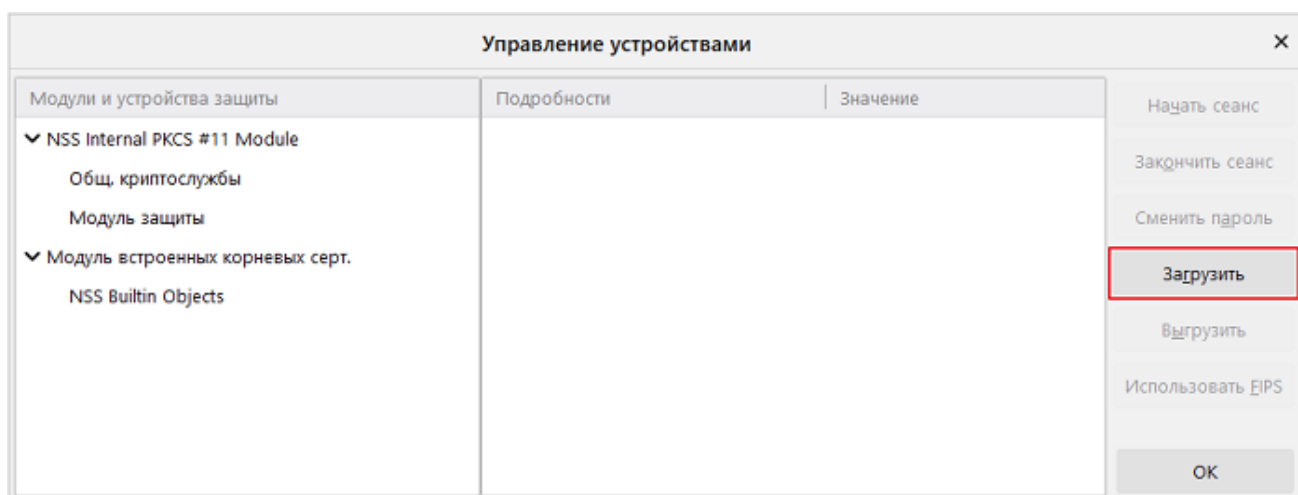 Управление устройствами
Модули и устройства защиты
Подробности
Значение
NSS Internal PKCS #11 Module
Общ. криптослужбы
Модуль защиты
Модуль встроенных корневых серт.
NSS Builtin Objects
Начать сеанс
Закончить сеанс
Сменить пароль
Загрузить
Выгрузить
Использовать FIPS
OK